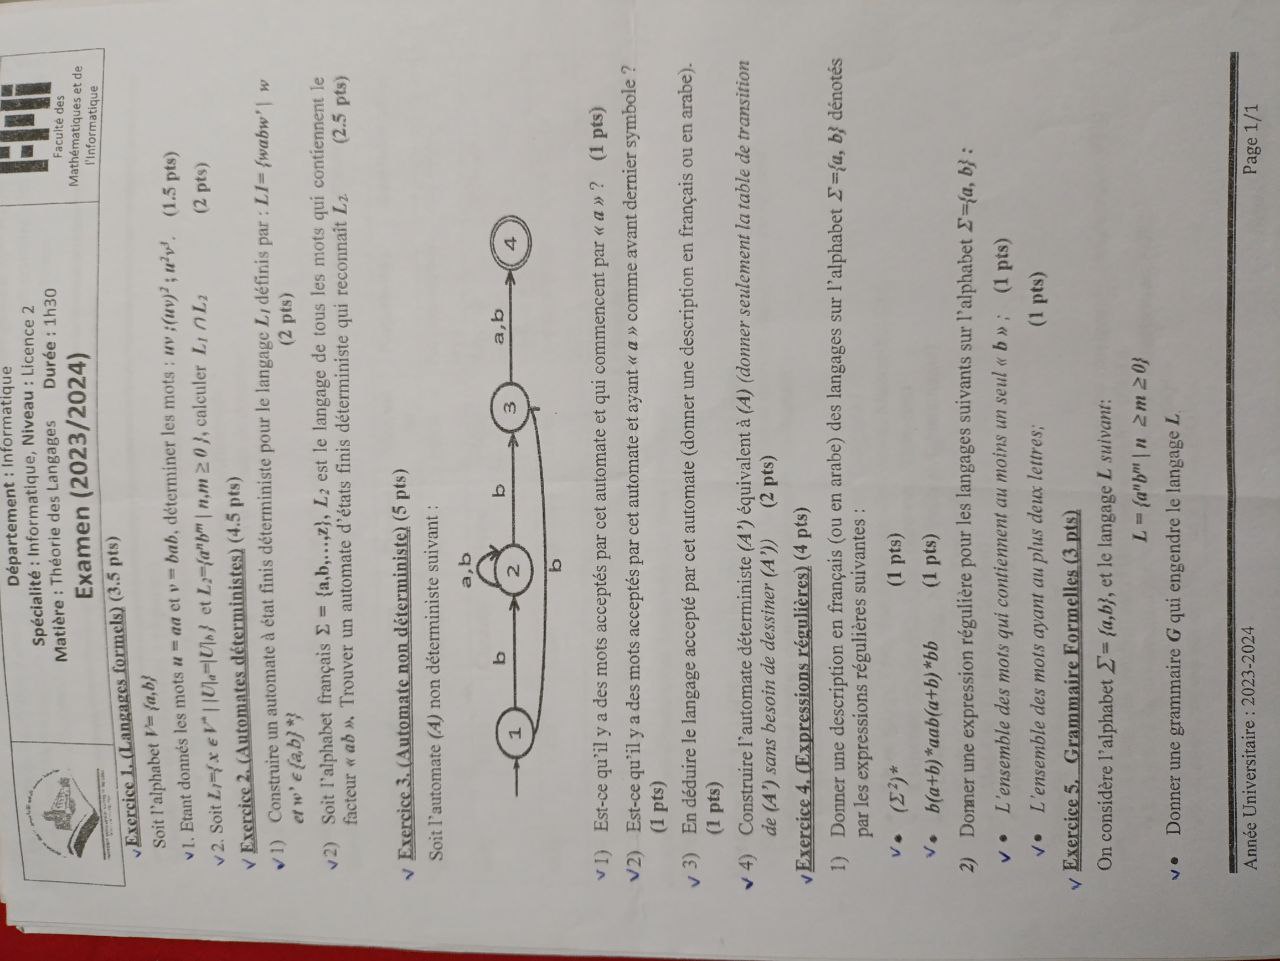 Département : Informatique
Spécialité : Informatique, Niveau : Licence 2
Matière : Théorie des Langages Durée : 1h30
Examen (2023/2024)
Faculté des
Mathématiques et de
l'Informatique
Exercice 1. (Langages formels) (3.5 pts)
Soit l'alphabet V= {a,b}
1. Etant donnés les mots u = aa et v = bab, déterminer les mots : uv ;(uv)² ; u²v³. (1.5 pts)
2. Soit L₁={x ∈ V* | |U|ₐ=|U|b} et L₂={aⁿbᵐ | n,m ≥ 0}, calculer L₁ ∩ L₂ (2 pts)
Exercice 2. (Automates déterministes) (4.5 pts)
1) Construire un automate à état finis déterministe pour le langage L₁ définis par : L1= {wabw' | w
et w' ∈ {a,b}*} (2 pts)
2) Soit l'alphabet français Σ = {a,b,...,z}, L₂ est le langage de tous les mots qui contiennent le
facteur « ab ». Trouver un automate d'états finis déterministe qui reconnaît L₂. (2.5 pts)
Exercice 3. (Automate non déterministe) (5 pts)
Soit l'automate (A) non déterministe suivant :
a,b
1 b 2 b 3 a,b 4
b
1) Est-ce qu'il y a des mots acceptés par cet automate et qui commencent par « a » ? (1 pts)
2) Est-ce qu'il y a des mots acceptés par cet automate et ayant « a » comme avant dernier symbole ?
(1 pts)
3) En déduire le langage accepté par cet automate (donner une description en français ou en arabe).
(1 pts)
4) Construire l'automate déterministe (A') équivalent à (A) (donner seulement la table de transition
de (A') sans besoin de dessiner (A')) (2 pts)
Exercice 4. (Expressions régulières) (4 pts)
1) Donner une description en français (ou en arabe) des langages sur l'alphabet Σ={a, b} dénotés
par les expressions régulières suivantes :
• (Σ²)* (1 pts)
• b(a+b)*aab(a+b)*bb (1 pts)
2) Donner une expression régulière pour les langages suivants sur l'alphabet Σ={a, b} :
• L'ensemble des mots qui contiennent au moins un seul « b » ; (1 pts)
• L'ensemble des mots ayant au plus deux lettres; (1 pts)
Exercice 5. Grammaire Formelles (3 pts)
On considère l'alphabet Σ= {a,b}, et le langage L suivant:
L = {aⁿbᵐ | n ≥ m ≥ 0}
• Donner une grammaire G qui engendre le langage L
Année Universitaire : 2023-2024 Page 1/1